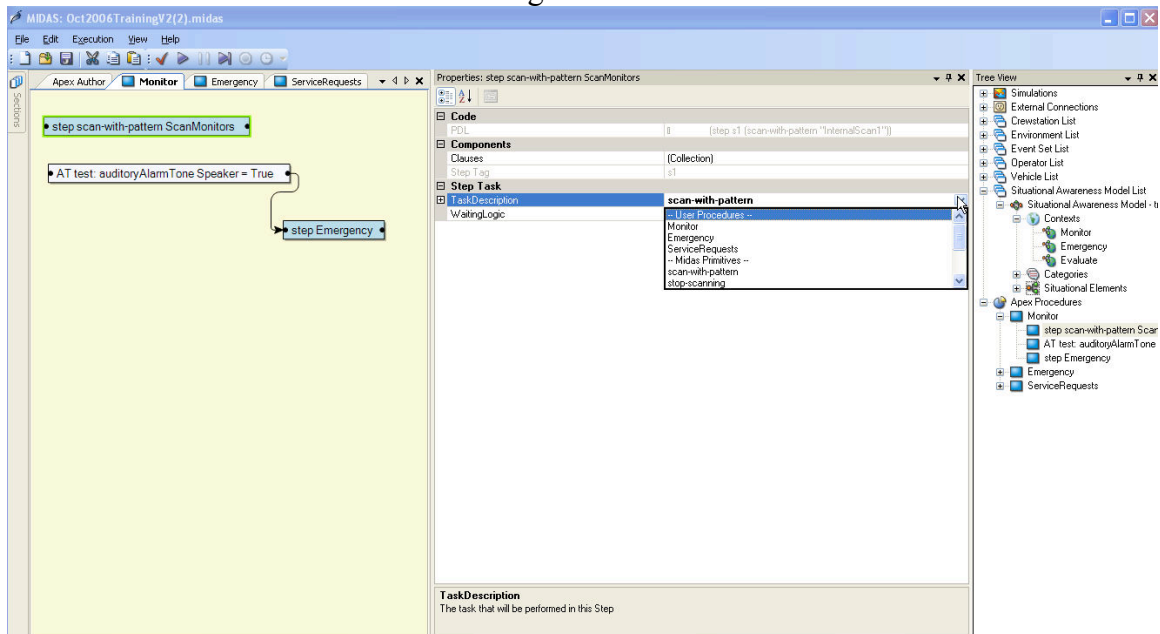 MIDAS: Oct2006TrainingV2(2).midas
File Edit Execution View Help
Apex Author Monitor Emergency ServiceRequests
Sections
step scan-with-pattern ScanMonitors
AT test: auditoryAlarmTone Speaker = True
step Emergency
Properties: step scan-with-pattern ScanMonitors
Code
PDL (step s1 (scan-with-pattern "InternalScan1"))
Components
Clauses (Collection)
Step Tag s1
Step Task
TaskDescription scan-with-pattern
WaitingLogic
-- User Procedures --
Monitor
Emergency
ServiceRequests
-- Midas Primitives --
scan-with-pattern
stop-scanning
TaskDescription
The task that will be performed in this Step
Tree View
Simulations
External Connections
Crewstation List
Environment List
Event Set List
Operator List
Vehicle List
Situational Awareness Model List
Situational Awareness Model - t
Contexts
Monitor
Emergency
Evaluate
Categories
Situational Elements
Apex Procedures
Monitor
step scan-with-pattern Scar
AT test: auditoryAlarmTone
step Emergency
Emergency
ServiceRequests